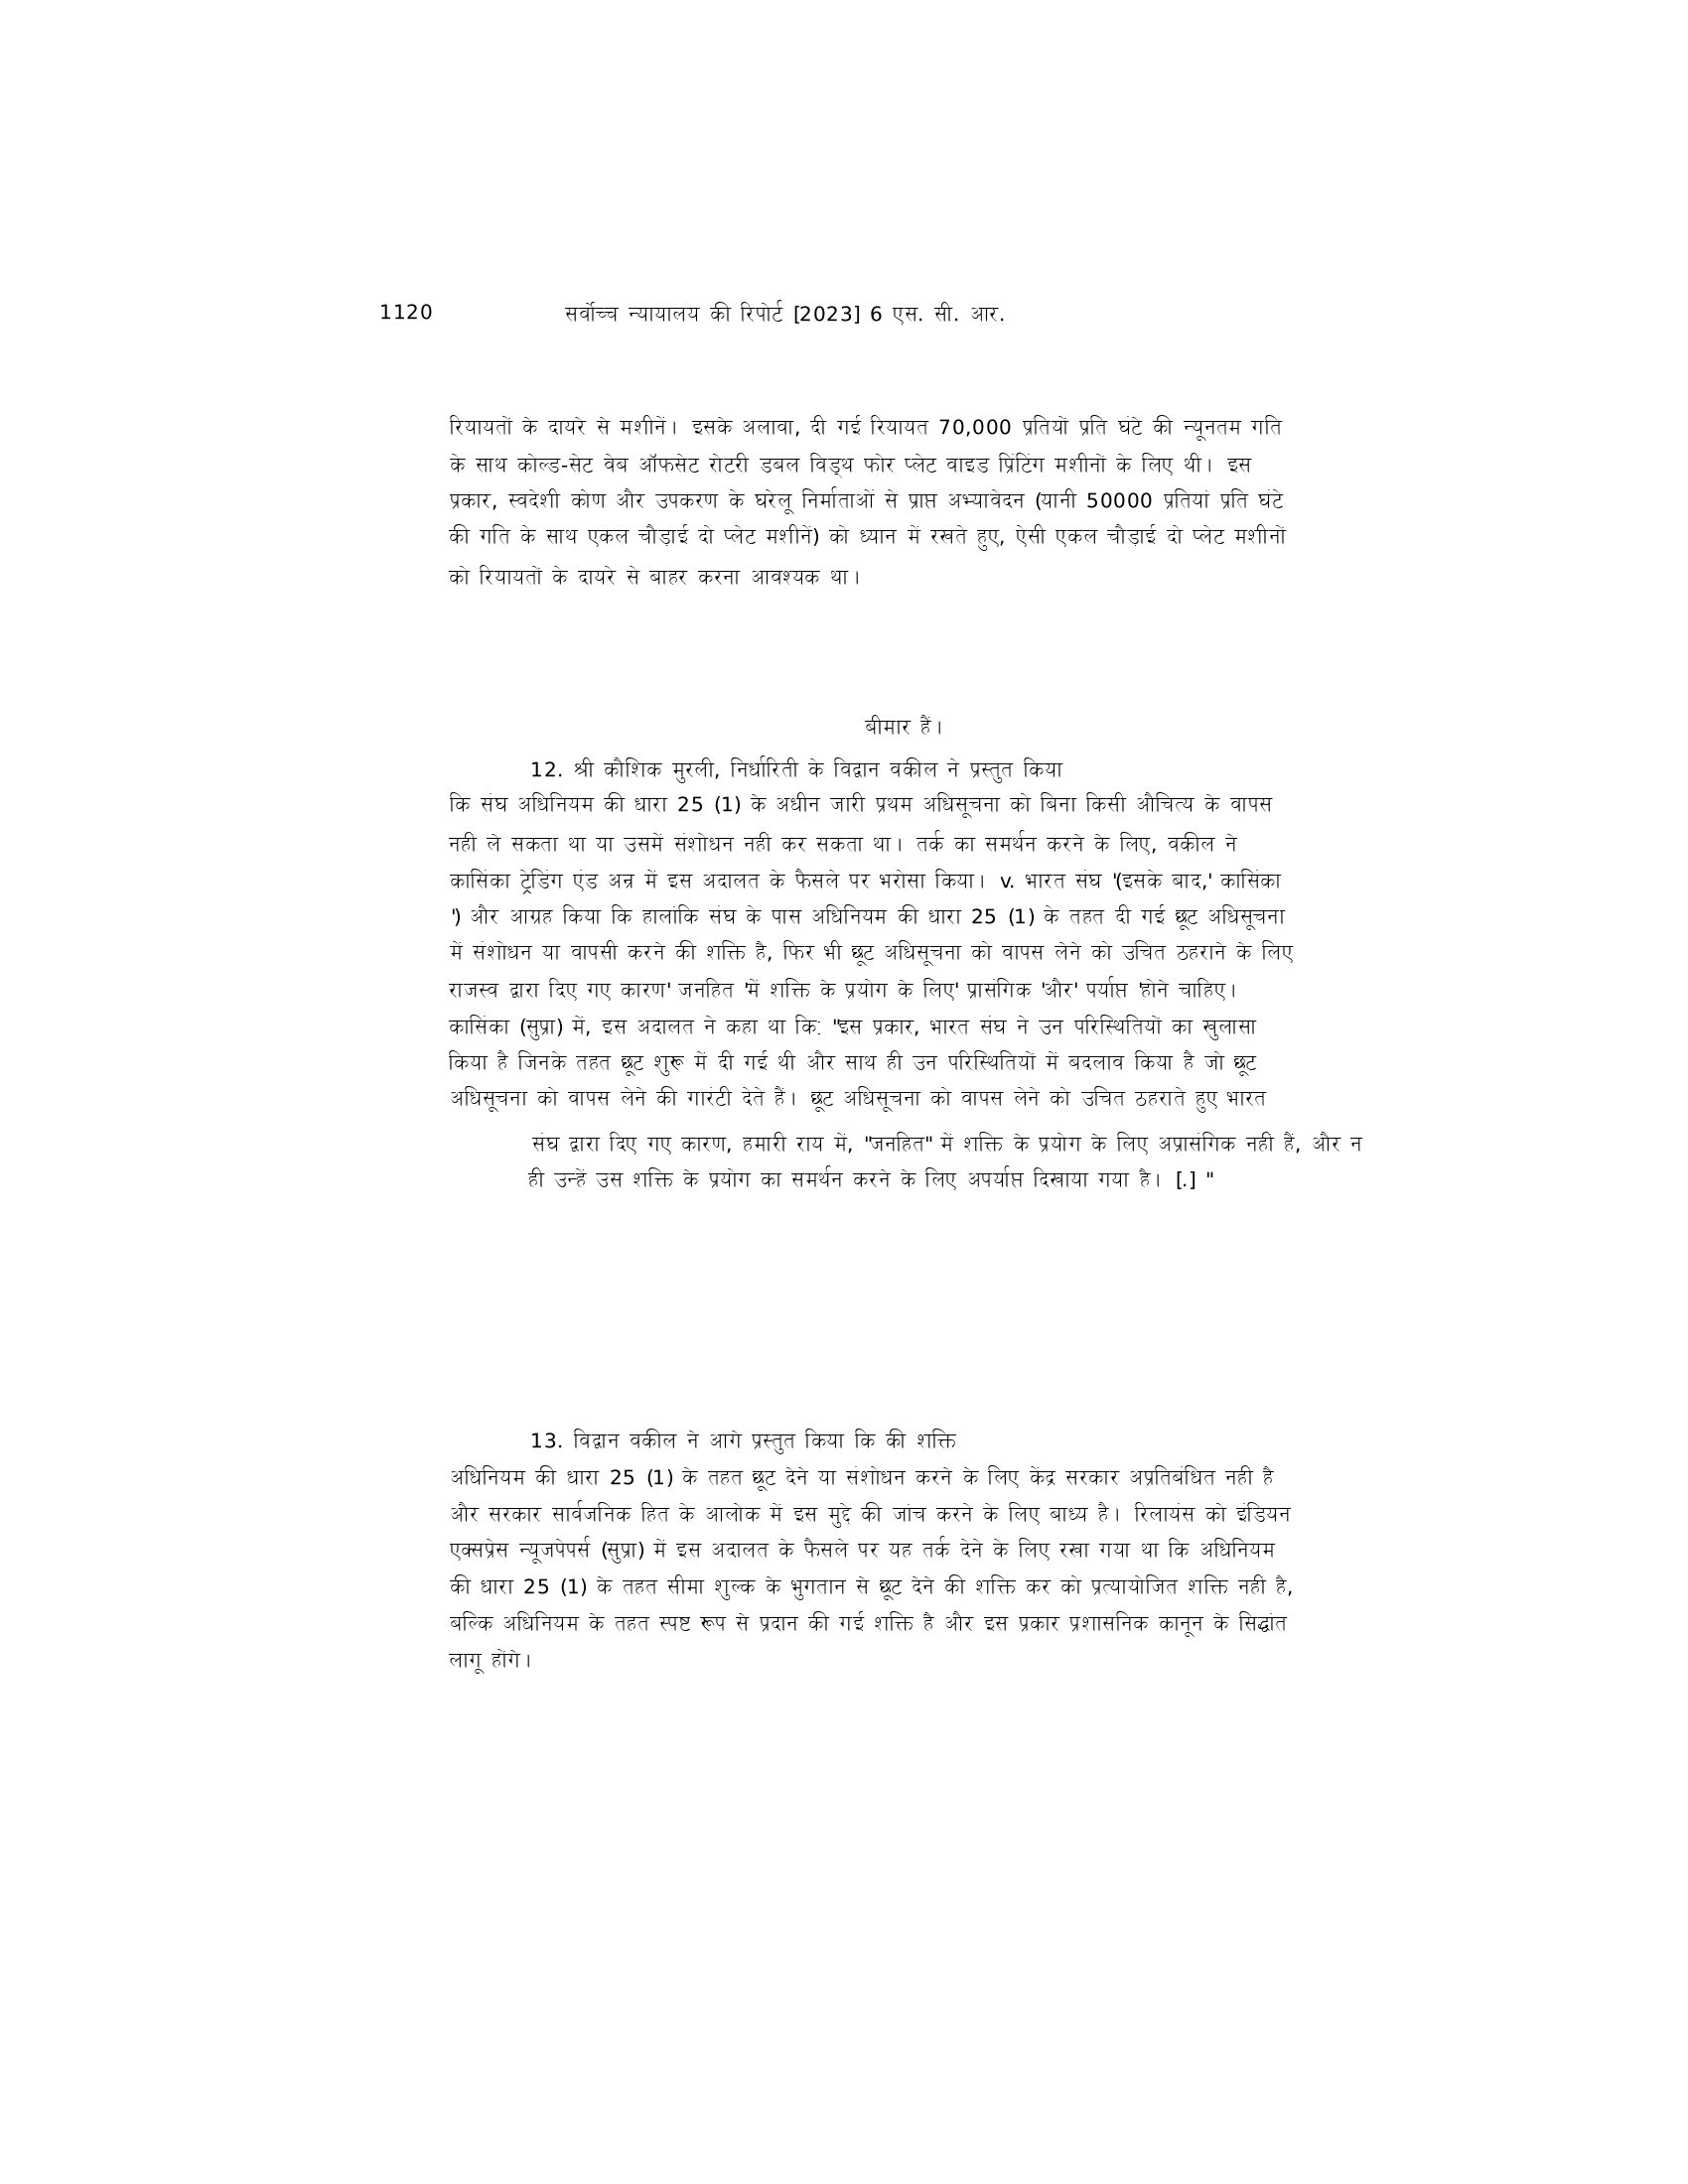 1120 सर्वोच्च न्यायालय की रिपोर्ट [2023] 6 एस. सी. आर.
रियायतों के दायरे से मशीनें। इसके अलावा, दी गई रियायत 70,000 प्रतियों प्रति घंटे की न्यूनतम गति
के साथ कोल्ड-सेट वेब ऑफसेट रोटरी डबल विड्थ फोर प्लेट वाइड प्रिंटिंग मशीनों के लिए थी। इस
प्रकार, स्वदेशी कोण और उपकरण के घरेलू निर्माताओं से प्राप्त अभ्यावेदन (यानी 50000 प्रतियां प्रति घंटे
की गति के साथ एकल चौड़ाई दो प्लेट मशीनें) को ध्यान में रखते हुए, ऐसी एकल चौड़ाई दो प्लेट मशीनों
को रियायतों के दायरे से बाहर करना आवश्यक था।
बीमार हैं।
12. श्री कौशिक मुरली, निर्धारिती के विद्वान वकील ने प्रस्तुत किया
कि संघ अधिनियम की धारा 25 (1) के अधीन जारी प्रथम अधिसूचना को बिना किसी औचित्य के वापस
नही ले सकता था या उसमें संशोधन नही कर सकता था। तर्क का समर्थन करने के लिए, वकील ने
कासिंका ट्रेडिंग एंड अन्र में इस अदालत के फैसले पर भरोसा किया। v. भारत संघ '(इसके बाद,' कासिंका
') और आग्रह किया कि हालांकि संघ के पास अधिनियम की धारा 25 (1) के तहत दी गई छूट अधिसूचना
में संशोधन या वापसी करने की शक्ति है, फिर भी छूट अधिसूचना को वापस लेने को उचित ठहराने के लिए
राजस्व द्वारा दिए गए कारण' जनहित 'में शक्ति के प्रयोग के लिए' प्रासंगिक 'और' पर्याप्त 'होने चाहिए।
कासिंका (सुप्रा) में, इस अदालत ने कहा था कि: "इस प्रकार, भारत संघ ने उन परिस्थितियों का खुलासा
किया है जिनके तहत छूट शुरू में दी गई थी और साथ ही उन परिस्थितियों में बदलाव किया है जो छूट
अधिसूचना को वापस लेने की गारंटी देते हैं। छूट अधिसूचना को वापस लेने को उचित ठहराते हुए भारत
संघ द्वारा दिए गए कारण, हमारी राय में, "जनहित" में शक्ति के प्रयोग के लिए अप्रासंगिक नही हैं, और न
ही उन्हें उस शक्ति के प्रयोग का समर्थन करने के लिए अपर्याप्त दिखाया गया है। [.] "
13. विद्वान वकील ने आगे प्रस्तुत किया कि की शक्ति
अधिनियम की धारा 25 (1) के तहत छूट देने या संशोधन करने के लिए केंद्र सरकार अप्रतिबंधित नहीं है
और सरकार सार्वजनिक हित के आलोक में इस मुद्दे की जांच करने के लिए बाध्य है। रिलायंस को इंडियन
एक्सप्रेस न्यूजपेपर्स (सुप्रा) में इस अदालत के फैसले पर यह तर्क देने के लिए रखा गया था कि अधिनियम
की धारा 25 (1) के तहत सीमा शुल्क के भुगतान से छूट देने की शक्ति कर को प्रत्यायोजित शक्ति नही है,
बल्कि अधिनियम के तहत स्पष्ट रूप से प्रदान की गई शक्ति है और इस प्रकार प्रशासनिक कानून के सिद्धांत
लागू होंगे।